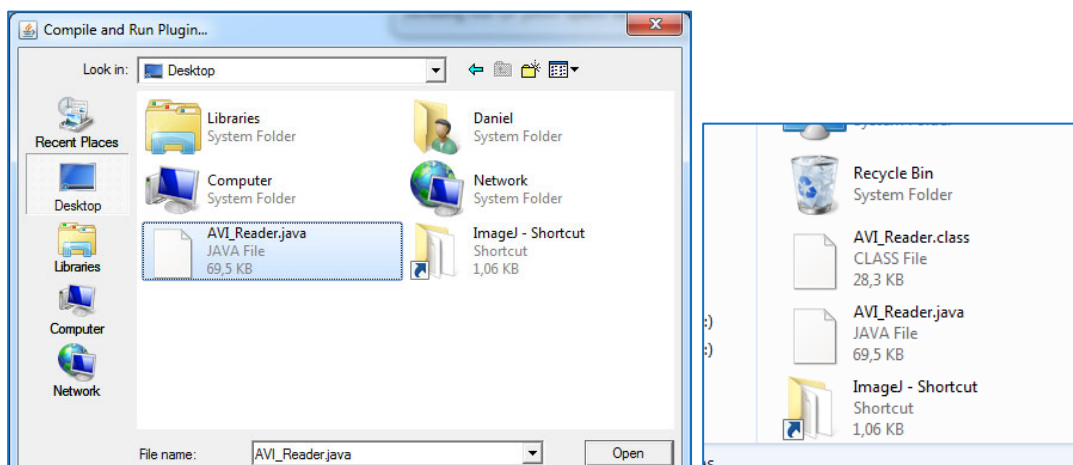 Compile and Run Plugin...
Look in:
Desktop
Recent Places
Desktop
Libraries
Computer
Network
Libraries
System Folder
Daniel
System Folder
Computer
System Folder
Network
System Folder
AVI_Reader.java
JAVA File
69,5 KB
ImageJ - Shortcut
Shortcut
1,06 KB
File name:
AVI_Reader.java
Open
Recycle Bin
System Folder
AVI_Reader.class
CLASS File
28,3 KB
:)
AVI_Reader.java
JAVA File
:)
69,5 KB
ImageJ - Shortcut
Shortcut
1,06 KB